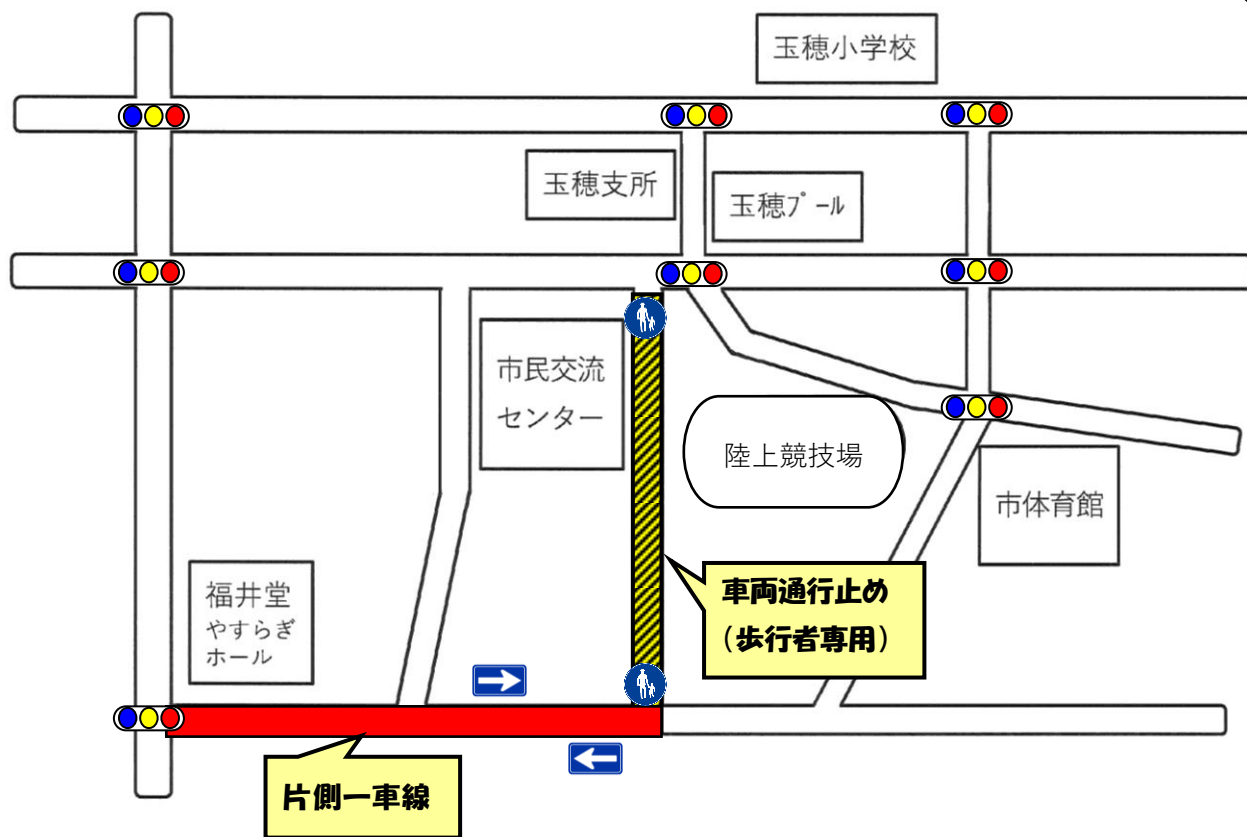 玉穂小学校
玉穂支所
玉穂プール
市民交流
センター
陸上競技場
市体育館
福井堂
やすらぎ
ホール
車両通行止め
(歩行者専用)
片側一車線